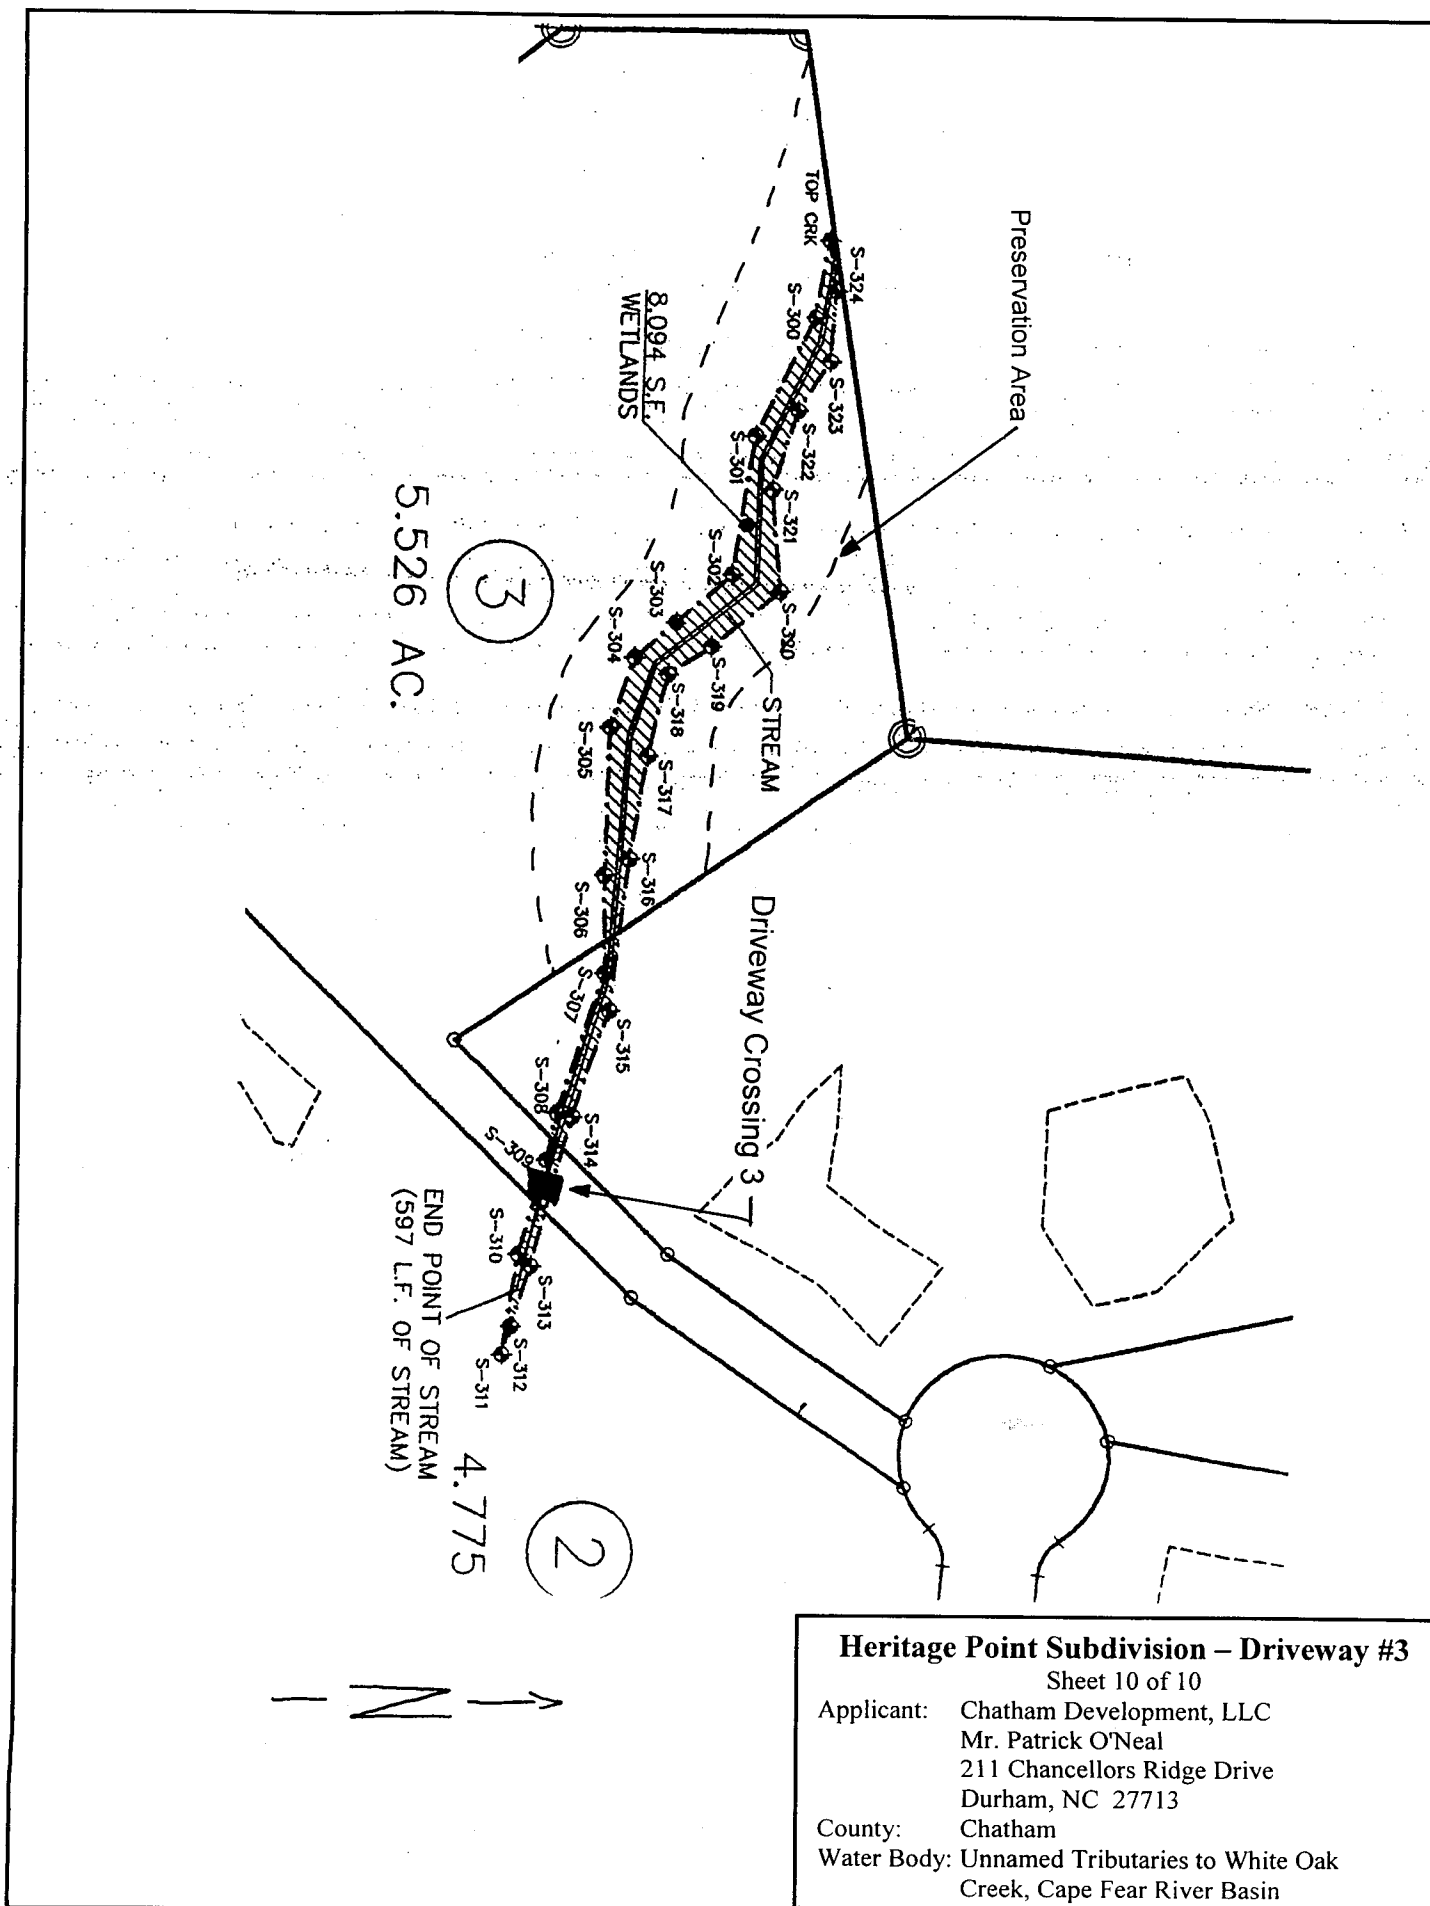 Preservation Area
TOP CRK
S-324
S-300
S-323
S-322
S-301
S-321
8.094 S.F.
WETLANDS
S-302
S-320
S-303
S-319
S-304
S-318
STREAM
S-305
S-317
3
5.526 AC.
S-316
S-306
S-307
S-315
Driveway Crossing 3
S-308
S-314
S-309
S-310
S-313
S-312
S-311
END POINT OF STREAM
(597 L.F. OF STREAM)
4.775
2
N
Heritage Point Subdivision – Driveway #3
Sheet 10 of 10
Applicant: Chatham Development, LLC
Mr. Patrick O'Neal
211 Chancellors Ridge Drive
Durham, NC 27713
County: Chatham
Water Body: Unnamed Tributaries to White Oak
Creek, Cape Fear River Basin